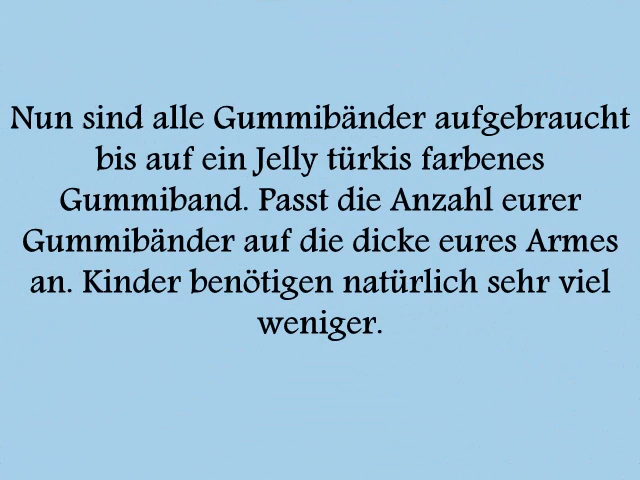 Nun sind alle Gummibänder aufgebraucht
bis auf ein Jelly türkis farbenes
Gummiband. Passt die Anzahl eurer
Gummibänder auf die dicke eures Armes
an. Kinder benötigen natürlich sehr viel
weniger.